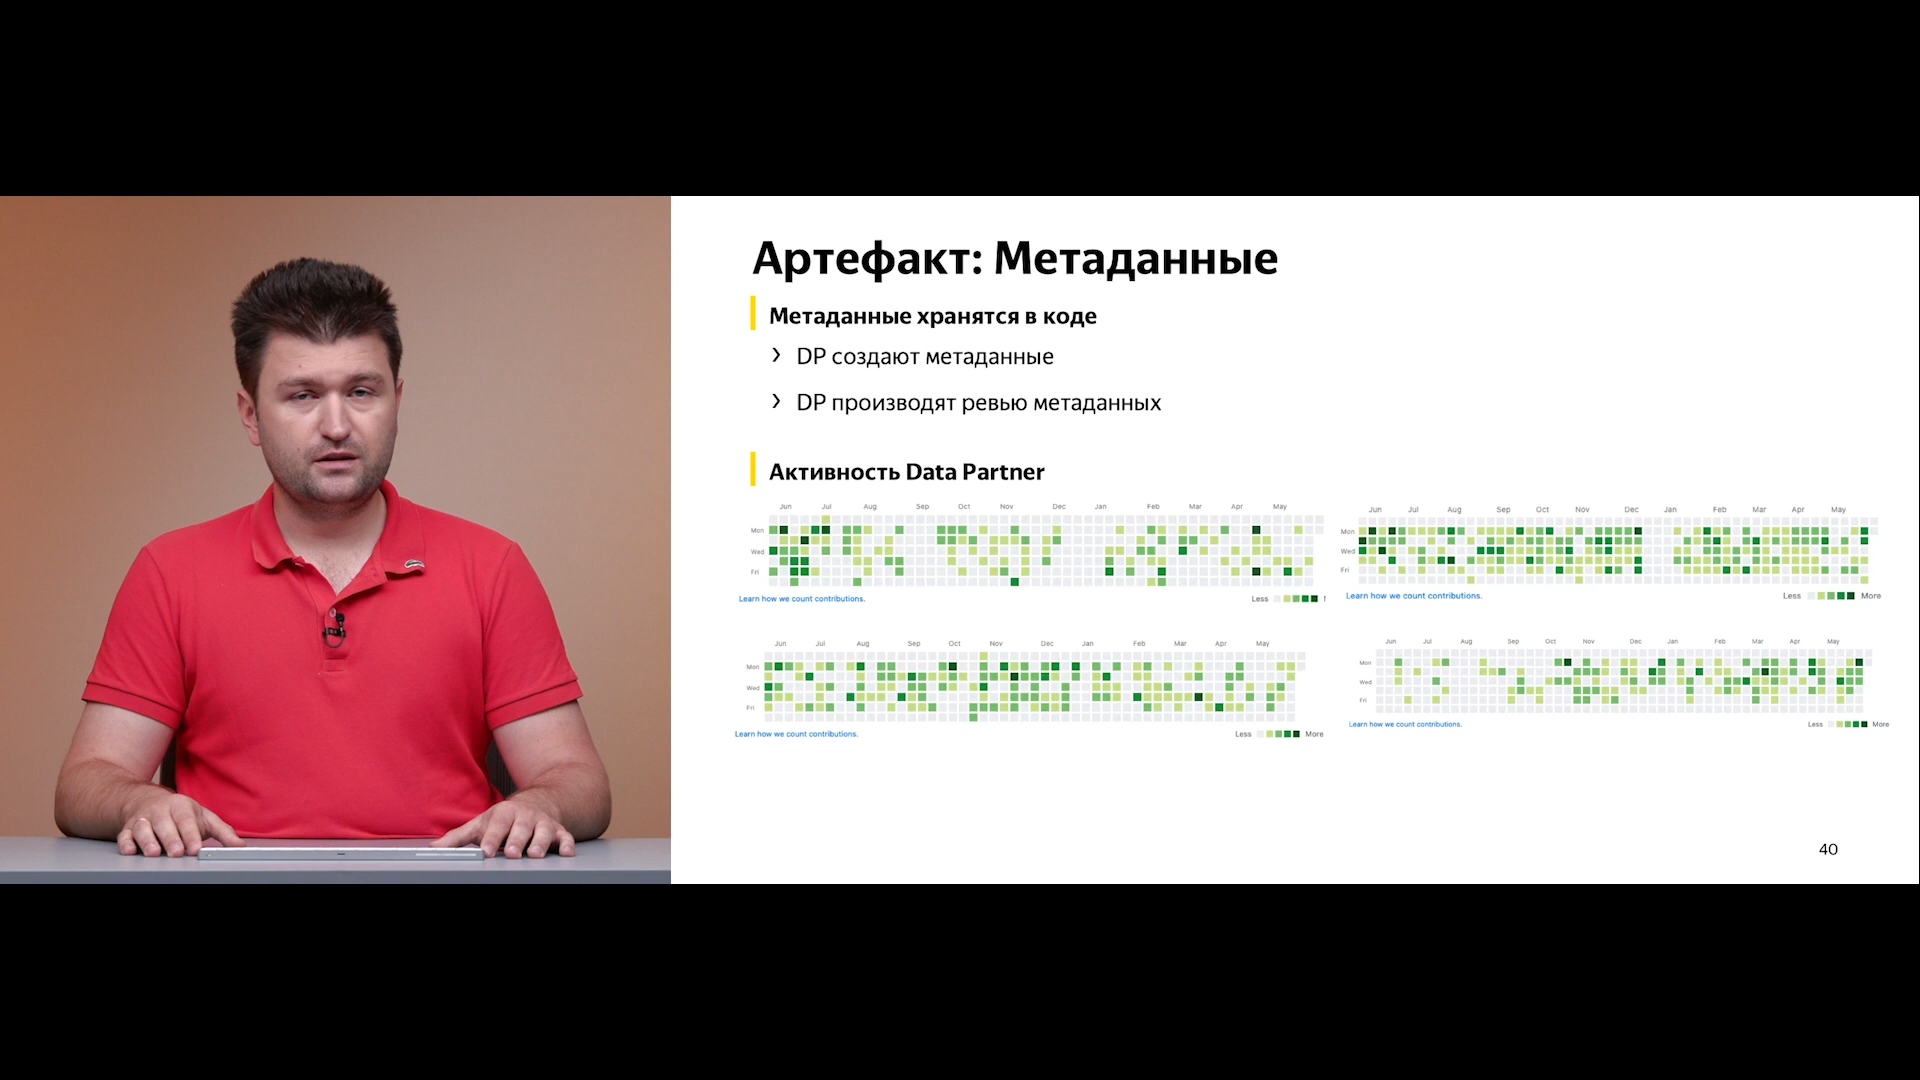 Артефакт: Метаданные
Метаданные хранятся в коде
› DP создают метаданные
› DP производят ревью метаданных
Активность Data Partner
Jun Jul Aug Sep Oct Nov Dec Jan Feb Mar Apr May
Mon
Wed
Fri
Learn how we count contributions.
Less
Jun Jul Aug Sep Oct Nov Dec Jan Feb Mar Apr May
Mon
Wed
Fri
Learn how we count contributions.
Less More
Jun Jul Aug Sep Oct Nov Dec Jan Feb Mar Apr May
Mon
Wed
Fri
Learn how we count contributions.
Less More
Jun Jul Aug Sep Oct Nov Dec Jan Feb Mar Apr May
Mon
Wed
Fri
Learn how we count contributions.
Less More
40